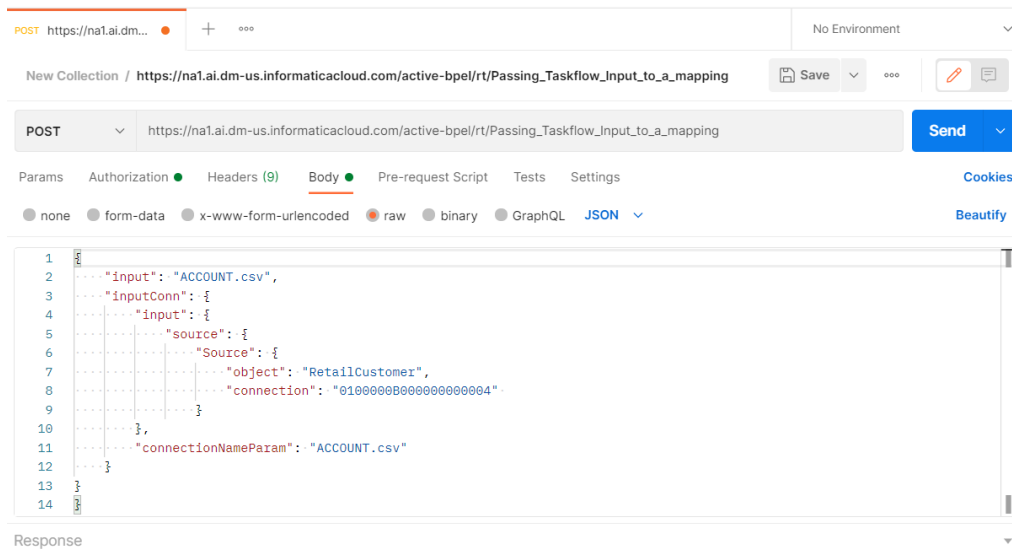 POST https://na1.ai.dm...
No Environment
New Collection / https://na1.ai.dm-us.informaticacloud.com/active-bpel/rt/Passing_Taskflow_Input_to_a_mapping Save
POST https://na1.ai.dm-us.informaticacloud.com/active-bpel/rt/Passing_Taskflow_Input_to_a_mapping Send
Params Authorization Headers (9) Body Pre-request Script Tests Settings Cookies
none form-data x-www-form-urlencoded raw binary GraphQL JSON Beautify
1 {
2 "input": "ACCOUNT.csv",
3 "inputConn": {
4 "input": {
5 "source": {
6 "Source": {
7 "object": "RetailCustomer",
8 "connection": "0100000B000000000004"
9 }
10 },
11 "connectionNameParam": "ACCOUNT.csv"
12 }
13 }
14 }
Response